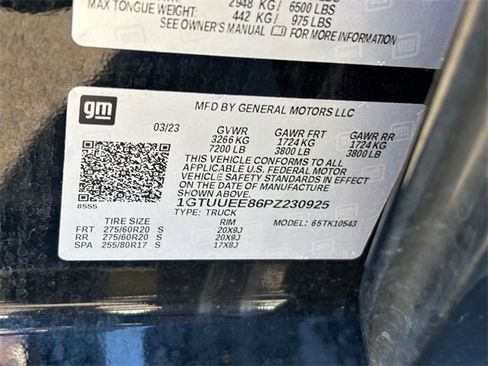 2948 KG/ 6500 LBS
MAX TONGUE WEIGHT: 442 KG/ 975 LBS
SEE OWNER'S MANUAL FOR MORE INFORMATION
gm
MFD BY GENERAL MOTORS LLC
03/23 GVWR GAWR FRT GAWR RR
3266 KG 1724 KG 1724 KG
7200 LB 3800 LB 3800 LB
THIS VEHICLE CONFORMS TO ALL
APPLICABLE U.S. FEDERAL MOTOR
VEHICLE SAFETY STANDARDS IN
EFFECT ON THE DATE OF MANUFACTURE
SHOWN ABOVE.
8555 1GTUUEE86PZ230925
TYPE: TRUCK MODEL: 65TK10543
TIRE SIZE SPEED RTG RIM
FRT 275/60R20 S 20X9J
RR 275/60R20 S 20X9J
SPA 255/80R17 S 17X8J